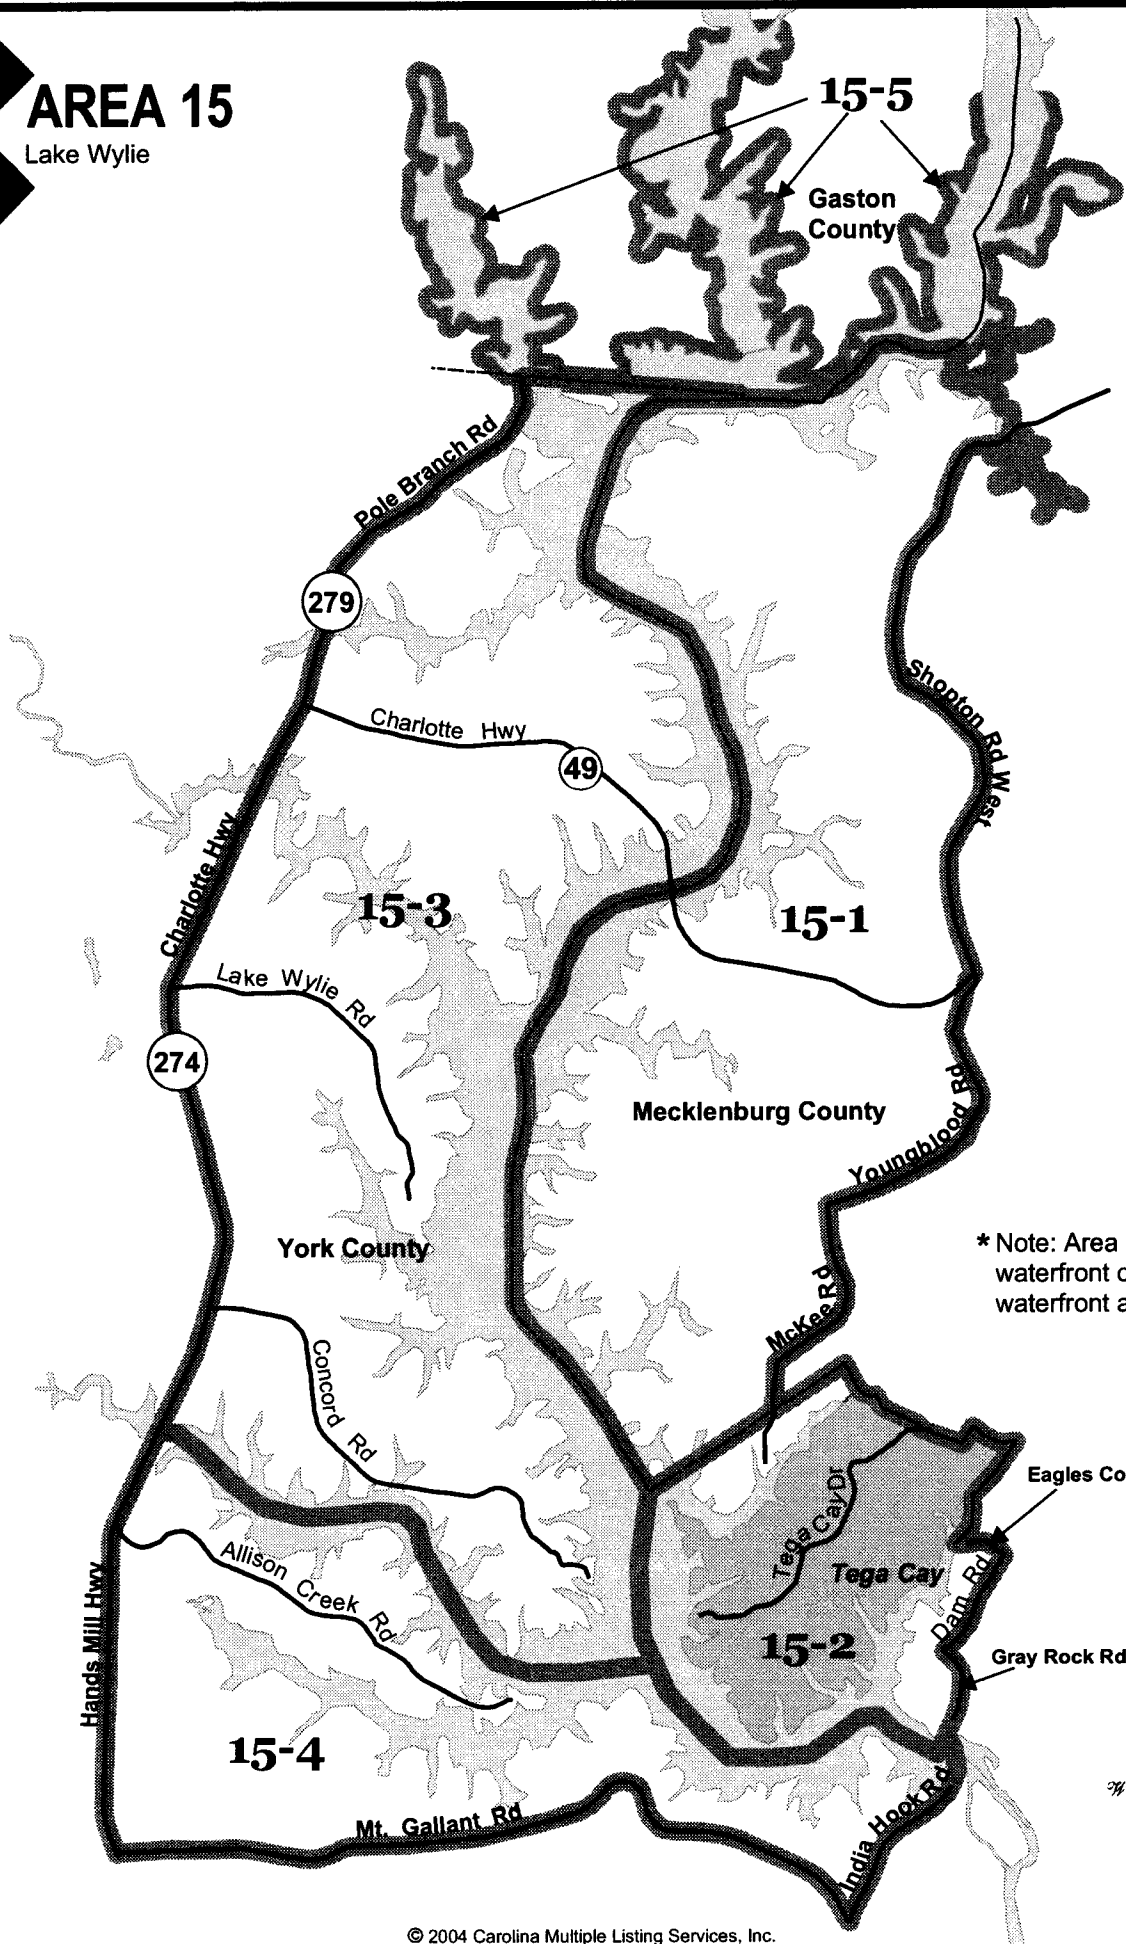 AREA 15
Lake Wylie
15-5
Gaston
County
Pole Branch Rd
279
Charlotte Hwy
49
Shopton Rd West
Charlotte Hwy
15-3
15-1
Lake Wylie Rd
274
Mecklenburg County
Youngblood Rd
York County
* Note: Area
waterfront
waterfront
McKee Rd
Concord Rd
Tega Cay Dr
Eagles
Tega Cay
Dam Rd
Allison Creek Rd
Hands Mill Hwy
15-2
Gray Rock Rd
15-4
Mt. Gallant Rd
India Hook Rd
© 2004 Carolina Multiple Listing Services, Inc.